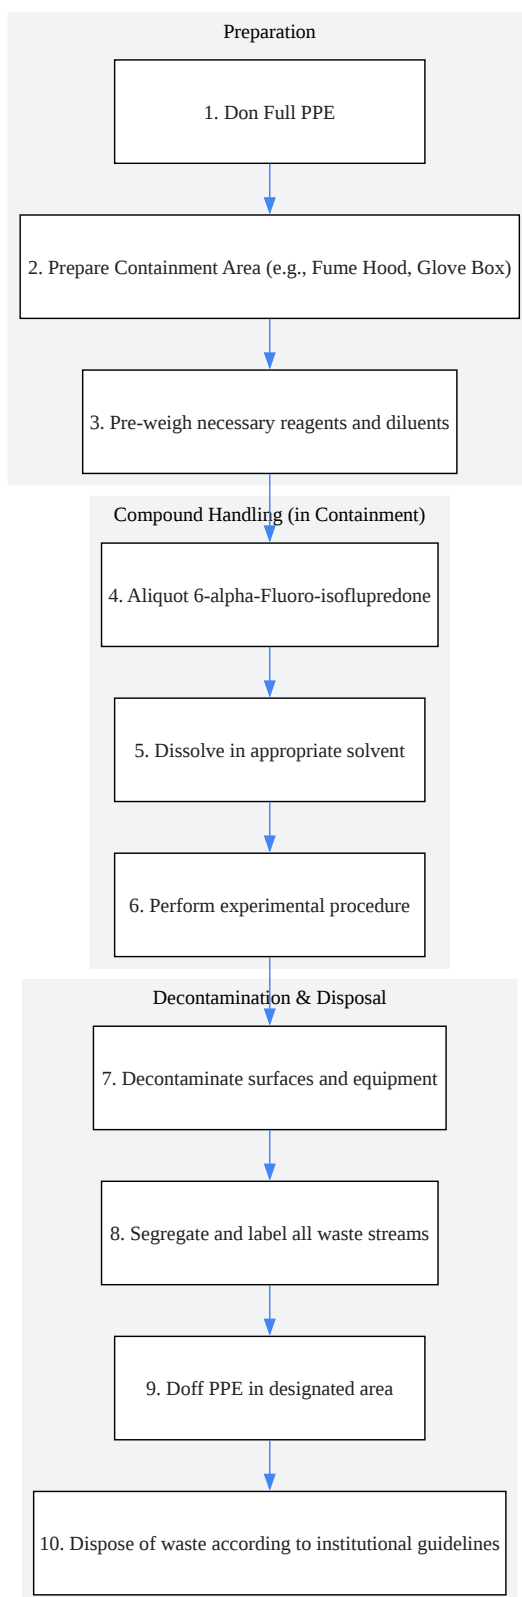 Preparation
1. Don Full PPE
2. Prepare Containment Area (e.g., Fume Hood, Glove Box)
3. Pre-weigh necessary reagents and diluents
Compound Handling (in Containment)
4. Aliquot 6-alpha-Fluoro-isoflupredone
5. Dissolve in appropriate solvent
6. Perform experimental procedure
Decontamination & Disposal
7. Decontaminate surfaces and equipment
8. Segregate and label all waste streams
9. Doff PPE in designated area
10. Dispose of waste according to institutional guidelines